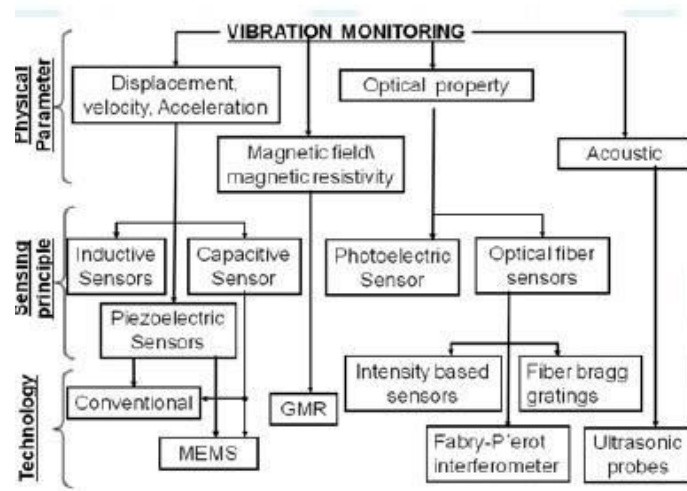 VIBRATION MONITORING
Physical
Parameter
Displacement,
velocity, Acceleration
Optical property
Magnetic field\
magnetic resistivity
Acoustic
Sensing
principle
Inductive
Sensors
Capacitive
Sensor
Photoelectric
Sensor
Optical fiber
sensors
Piezoelectric
Sensors
Technology
Conventional
MEMS
GMR
Intensity based
sensors
Fiber bragg
gratings
Fabry-P'erot
interferometer
Ultrasonic
probes